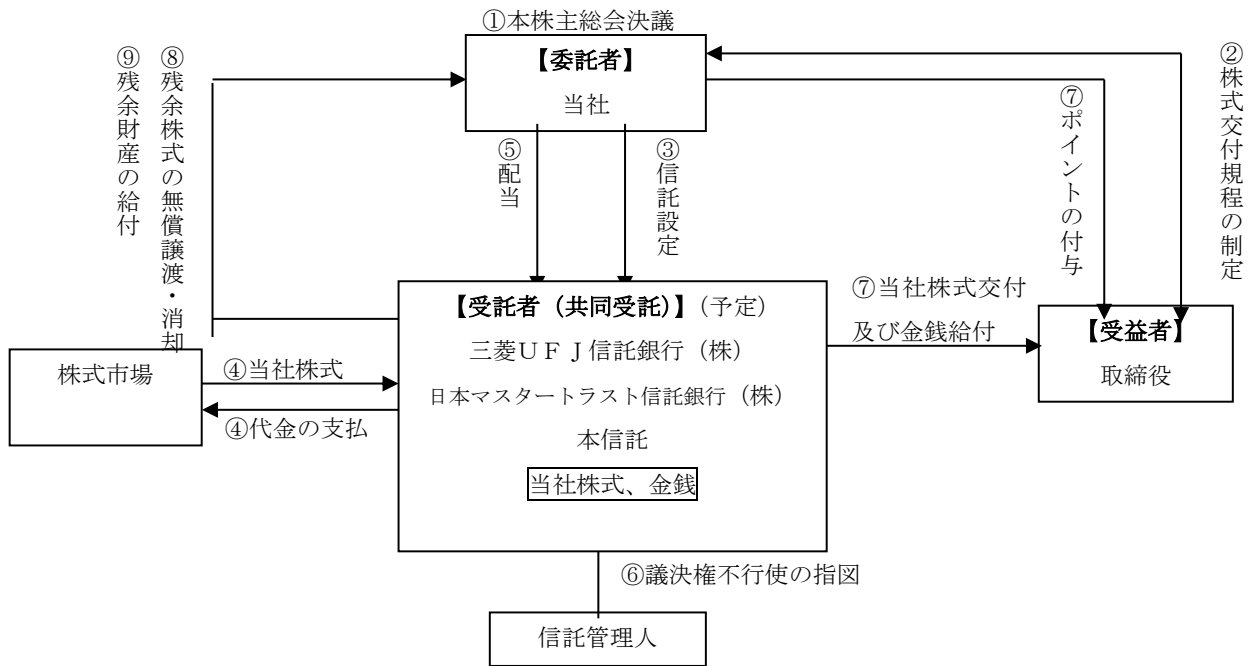 ①本株主総会決議
【委託者】
当社
⑨残余財産の給付
⑧残余株式の無償譲渡・消却
⑤配当
③信託設定
⑦ポイントの付与
②株式交付規程の制定
【受託者（共同受託）】（予定）
三菱ＵＦＪ信託銀行（株）
日本マスタートラスト信託銀行（株）
本信託
当社株式、金銭
⑦当社株式交付
及び金銭給付
【受益者】
取締役
株式市場
④当社株式
④代金の支払
⑥議決権不行使の指図
信託管理人